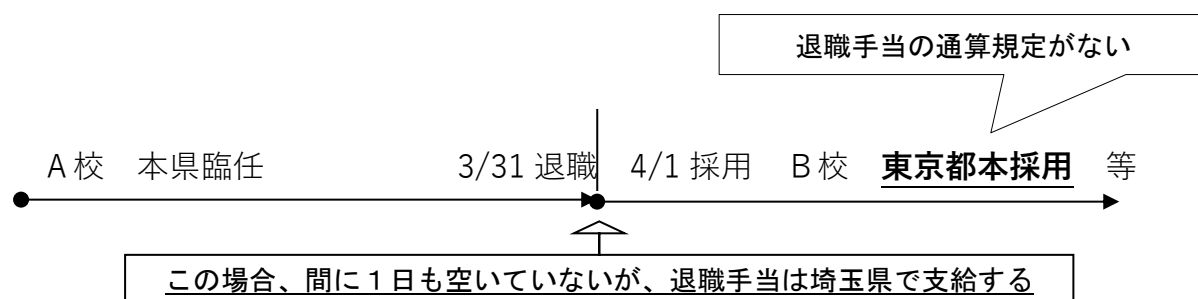 退職手当の通算規定がない
A校 本県臨任 3/31 退職 4/1 採用 B校 東京都本採用 等
この場合、間に1日も空いていないが、退職手当は埼玉県で支給する